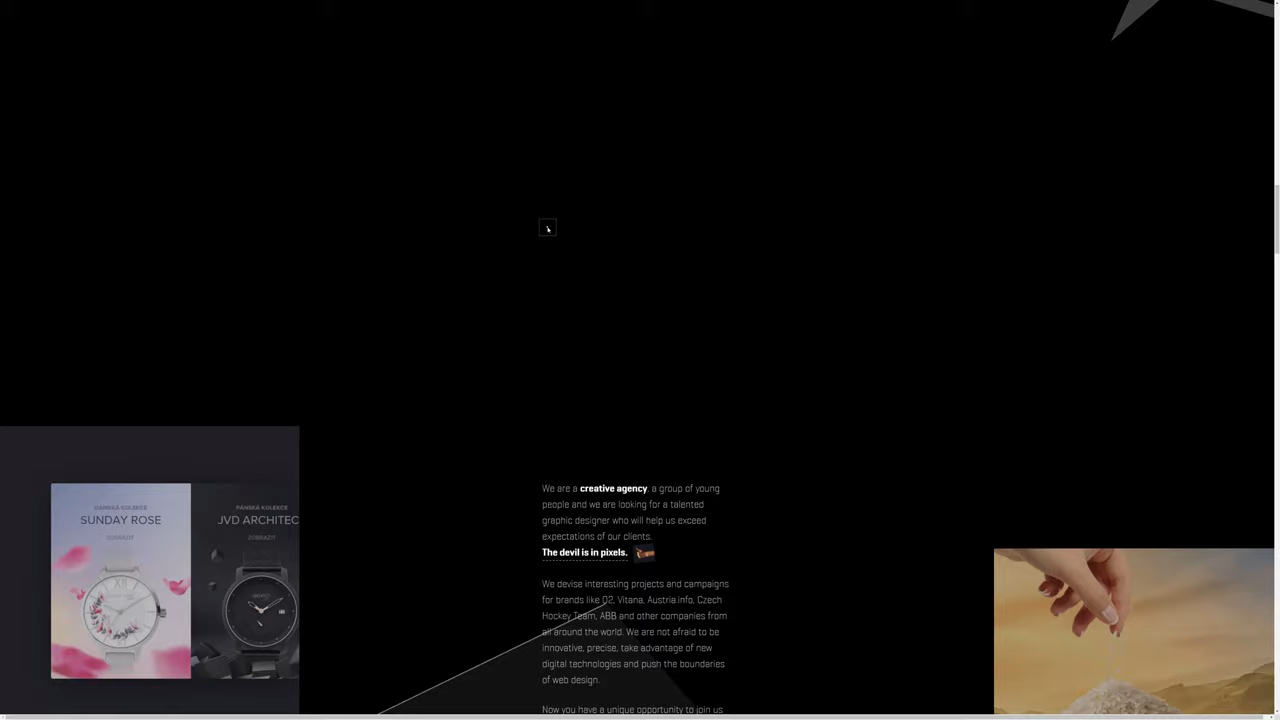 We are a creative agency, a group of young
people and we are looking for a talented
graphic designer who will help us exceed
expectations of our clients.
The devil is in pixels.
We devise interesting projects and campaigns
for brands like O2, Vitana, Austria.info, Czech
Hockey Team, ABB and other companies from
all around the world. We are not afraid to be
innovative, precise, take advantage of new
digital technologies and push the boundaries
of web design.
Now you have a unique opportunity to join us
DÁMSKÁ KOLEKCE
SUNDAY ROSE
ZOBRAZIT
PÁNSKÁ KOLEKCE
JVD ARCHITEC
ZOBRAZIT